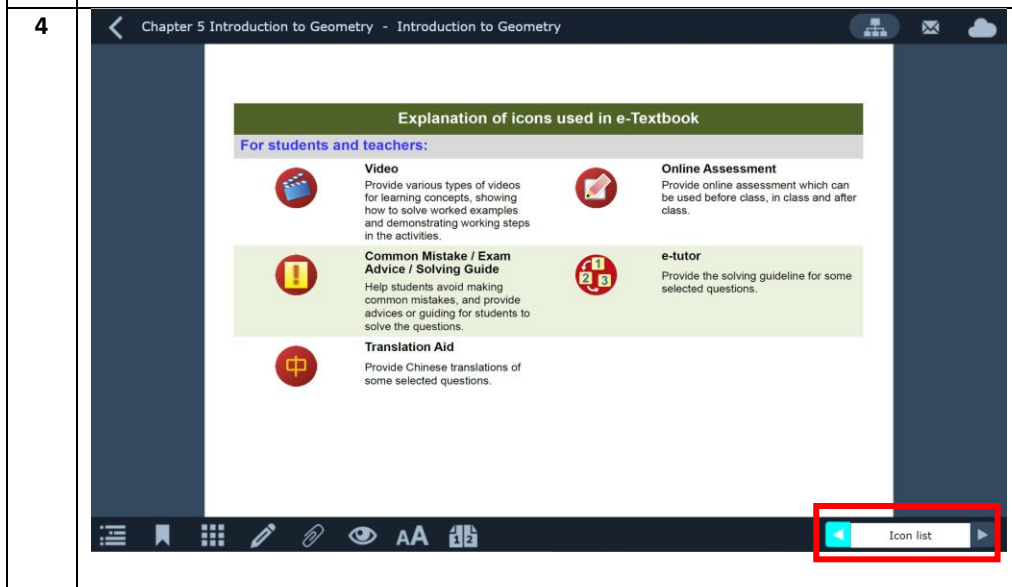 4
Chapter 5 Introduction to Geometry - Introduction to Geometry
Explanation of icons used in e-Textbook
For students and teachers:
Video
Provide various types of videos
for learning concepts, showing
how to solve worked examples
and demonstrating working steps
in the activities.
Online Assessment
Provide online assessment which can
be used before class, in class and after
class.
!
Common Mistake / Exam
Advice / Solving Guide
Help students avoid making
common mistakes, and provide
advices or guiding for students to
solve the questions.
1
2 3
e-tutor
Provide the solving guideline for some
selected questions.
中
Translation Aid
Provide Chinese translations of
some selected questions.
AA
1 2
Icon list